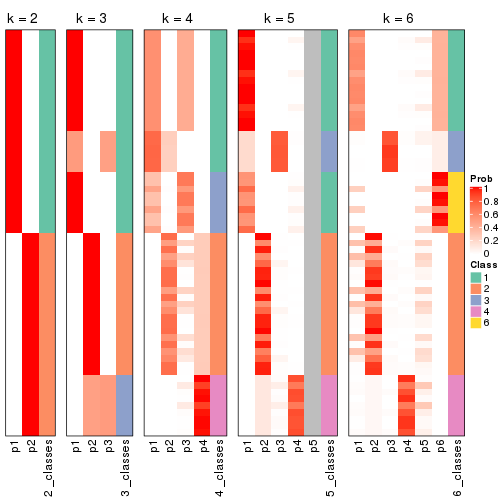 k = 2
k = 3
k = 4
k = 5
k = 6
p1
p2
2_classes
p1
p2
p3
3_classes
p1
p2
p3
p4
4_classes
p1
p2
p3
p4
p5
5_classes
p1
p2
p3
p4
p5
p6
6_classes
Prob
1
0.8
0.6
0.4
0.2
0
Class
1
2
3
4
6